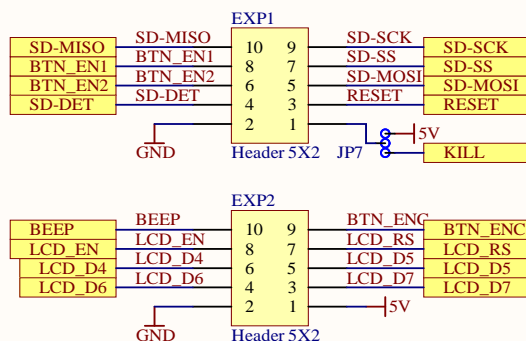 EXP1
SD-MISO SD-MISO 10 9 SD-SCK SD-SCK
BTN_EN1 BTN_EN1 8 7 SD-SS SD-SS
BTN_EN2 BTN_EN2 6 5 SD-MOSI SD-MOSI
SD-DET SD-DET 4 3 RESET RESET
2 1
5V
GND Header 5X2 JP7 KILL
EXP2
BEEP BEEP 10 9 BTN_ENC BTN_ENC
LCD_EN LCD_EN 8 7 LCD_RS LCD_RS
LCD_D4 LCD_D4 6 5 LCD_D5 LCD_D5
LCD_D6 LCD_D6 4 3 LCD_D7 LCD_D7
2 1 5V
GND Header 5X2